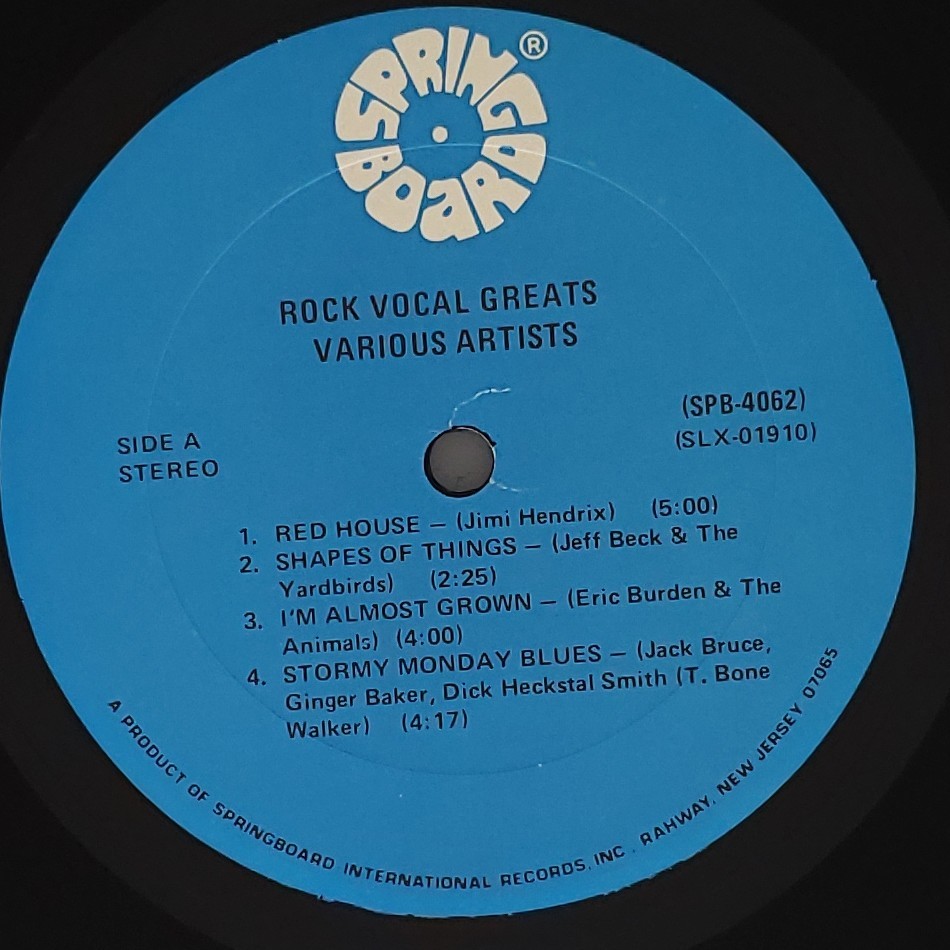 SPRING
BOARD
®
ROCK VOCAL GREATS
VARIOUS ARTISTS
SIDE A
STEREO
(SPB-4062)
(SLX-01910)
1. RED HOUSE – (Jimi Hendrix) (5:00)
2. SHAPES OF THINGS – (Jeff Beck & The
Yardbirds) (2:25)
3. I'M ALMOST GROWN – (Eric Burden & The
Animals) (4:00)
4. STORMY MONDAY BLUES – (Jack Bruce,
Ginger Baker, Dick Heckstal Smith (T. Bone
Walker) (4:17)
A PRODUCT OF SPRINGBOARD INTERNATIONAL RECORDS, INC. RAHWAY, NEW JERSEY 07065